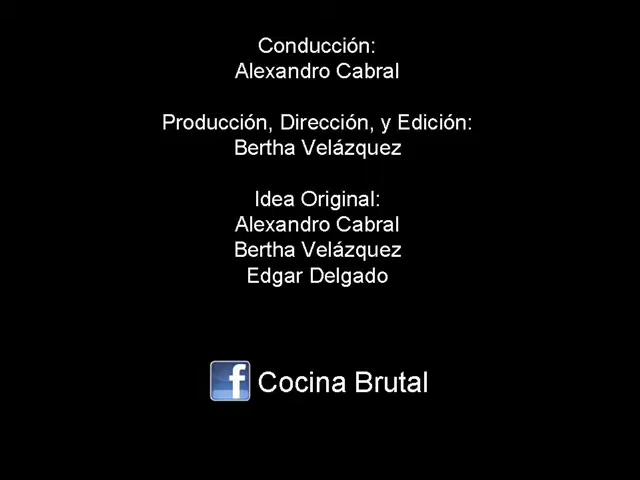 Conducción:
Alexandro Cabral
Producción, Dirección, y Edición:
Bertha Velázquez
Idea Original:
Alexandro Cabral
Bertha Velázquez
Edgar Delgado
f Cocina Brutal